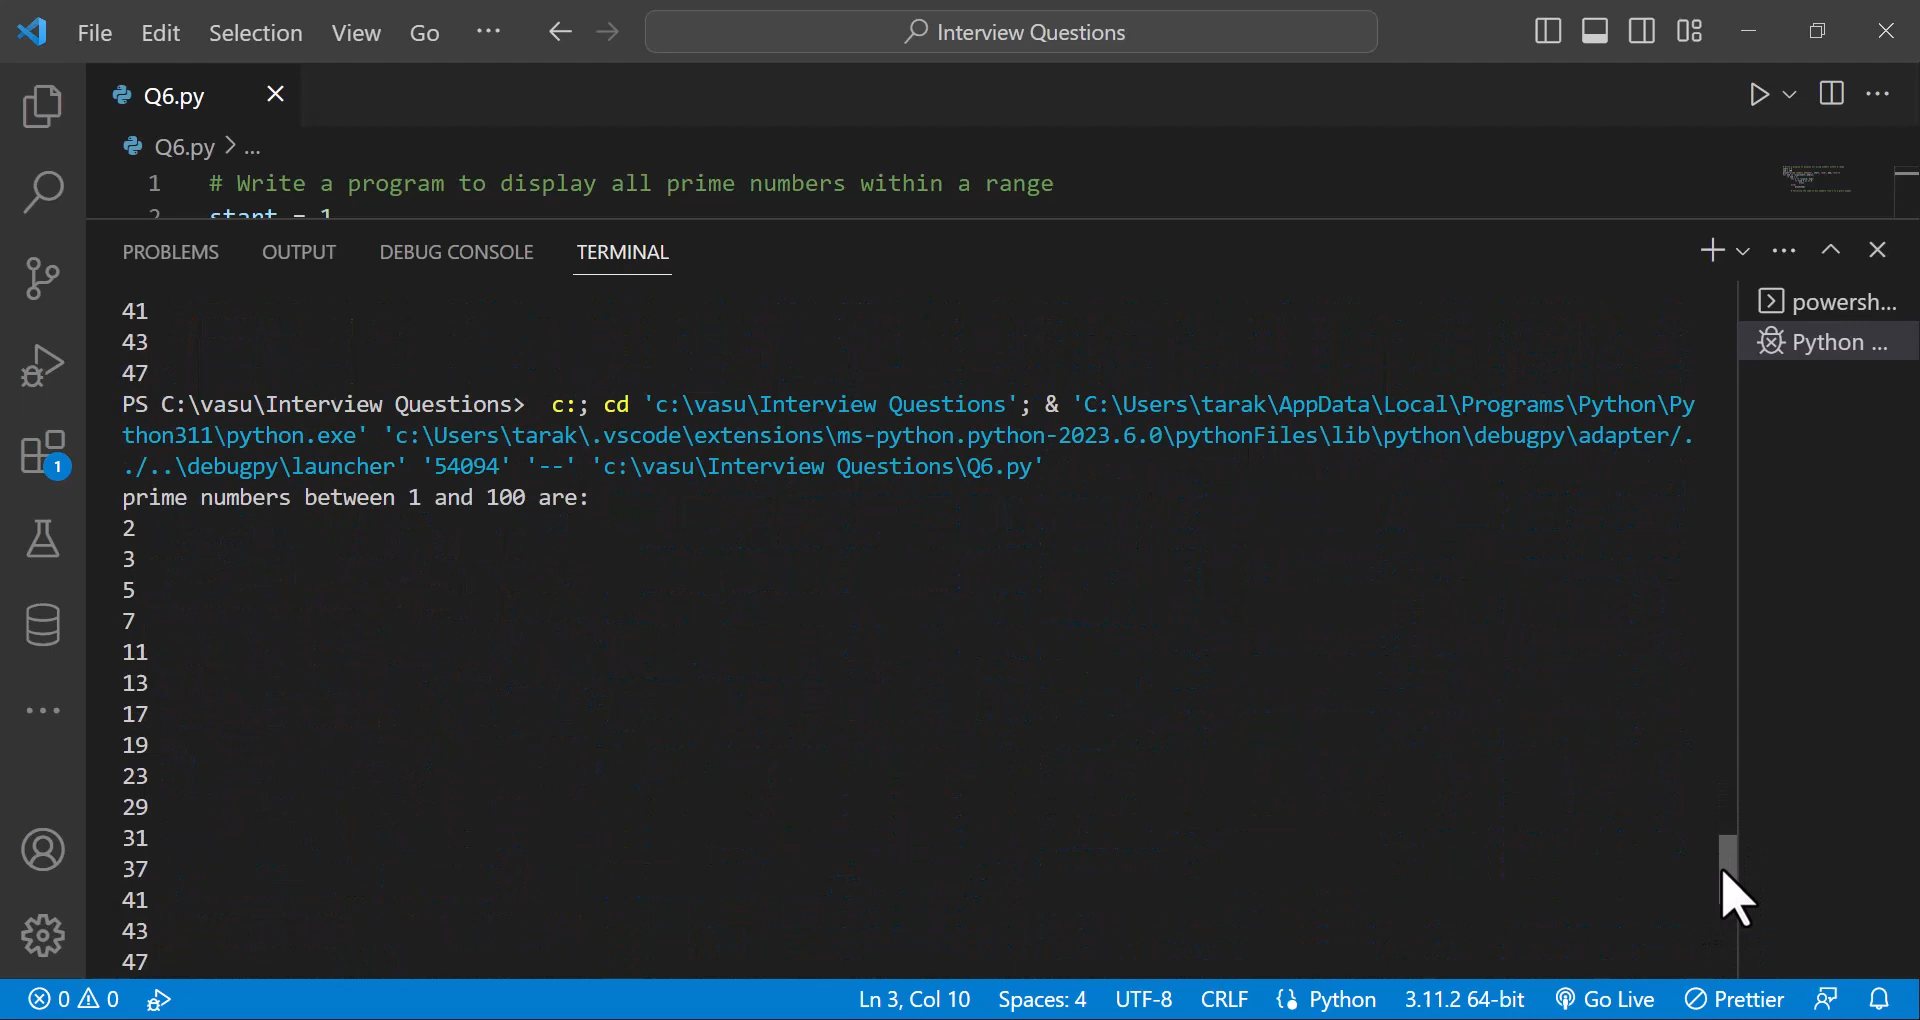 File Edit Selection View Go ··· Interview Questions
Q6.py
Q6.py > ...
1 # Write a program to display all prime numbers within a range
2 start = 1
PROBLEMS OUTPUT DEBUG CONSOLE TERMINAL
powersh...
Python ...
41
43
47
PS C:\vasu\Interview Questions>  c:; cd 'c:\vasu\Interview Questions'; & 'C:\Users\tarak\AppData\Local\Programs\Python\Py
thon311\python.exe' 'c:\Users\tarak\.vscode\extensions\ms-python.python-2023.6.0\pythonFiles\lib\python\debugpy\adapter/.
./..\debugpy\launcher' '54094' '--' 'c:\vasu\Interview Questions\Q6.py'
prime numbers between 1 and 100 are:
2
3
5
7
11
13
17
19
23
29
31
37
41
43
47
1
0 0 Ln 3, Col 10 Spaces: 4 UTF-8 CRLF Python 3.11.2 64-bit Go Live Prettier